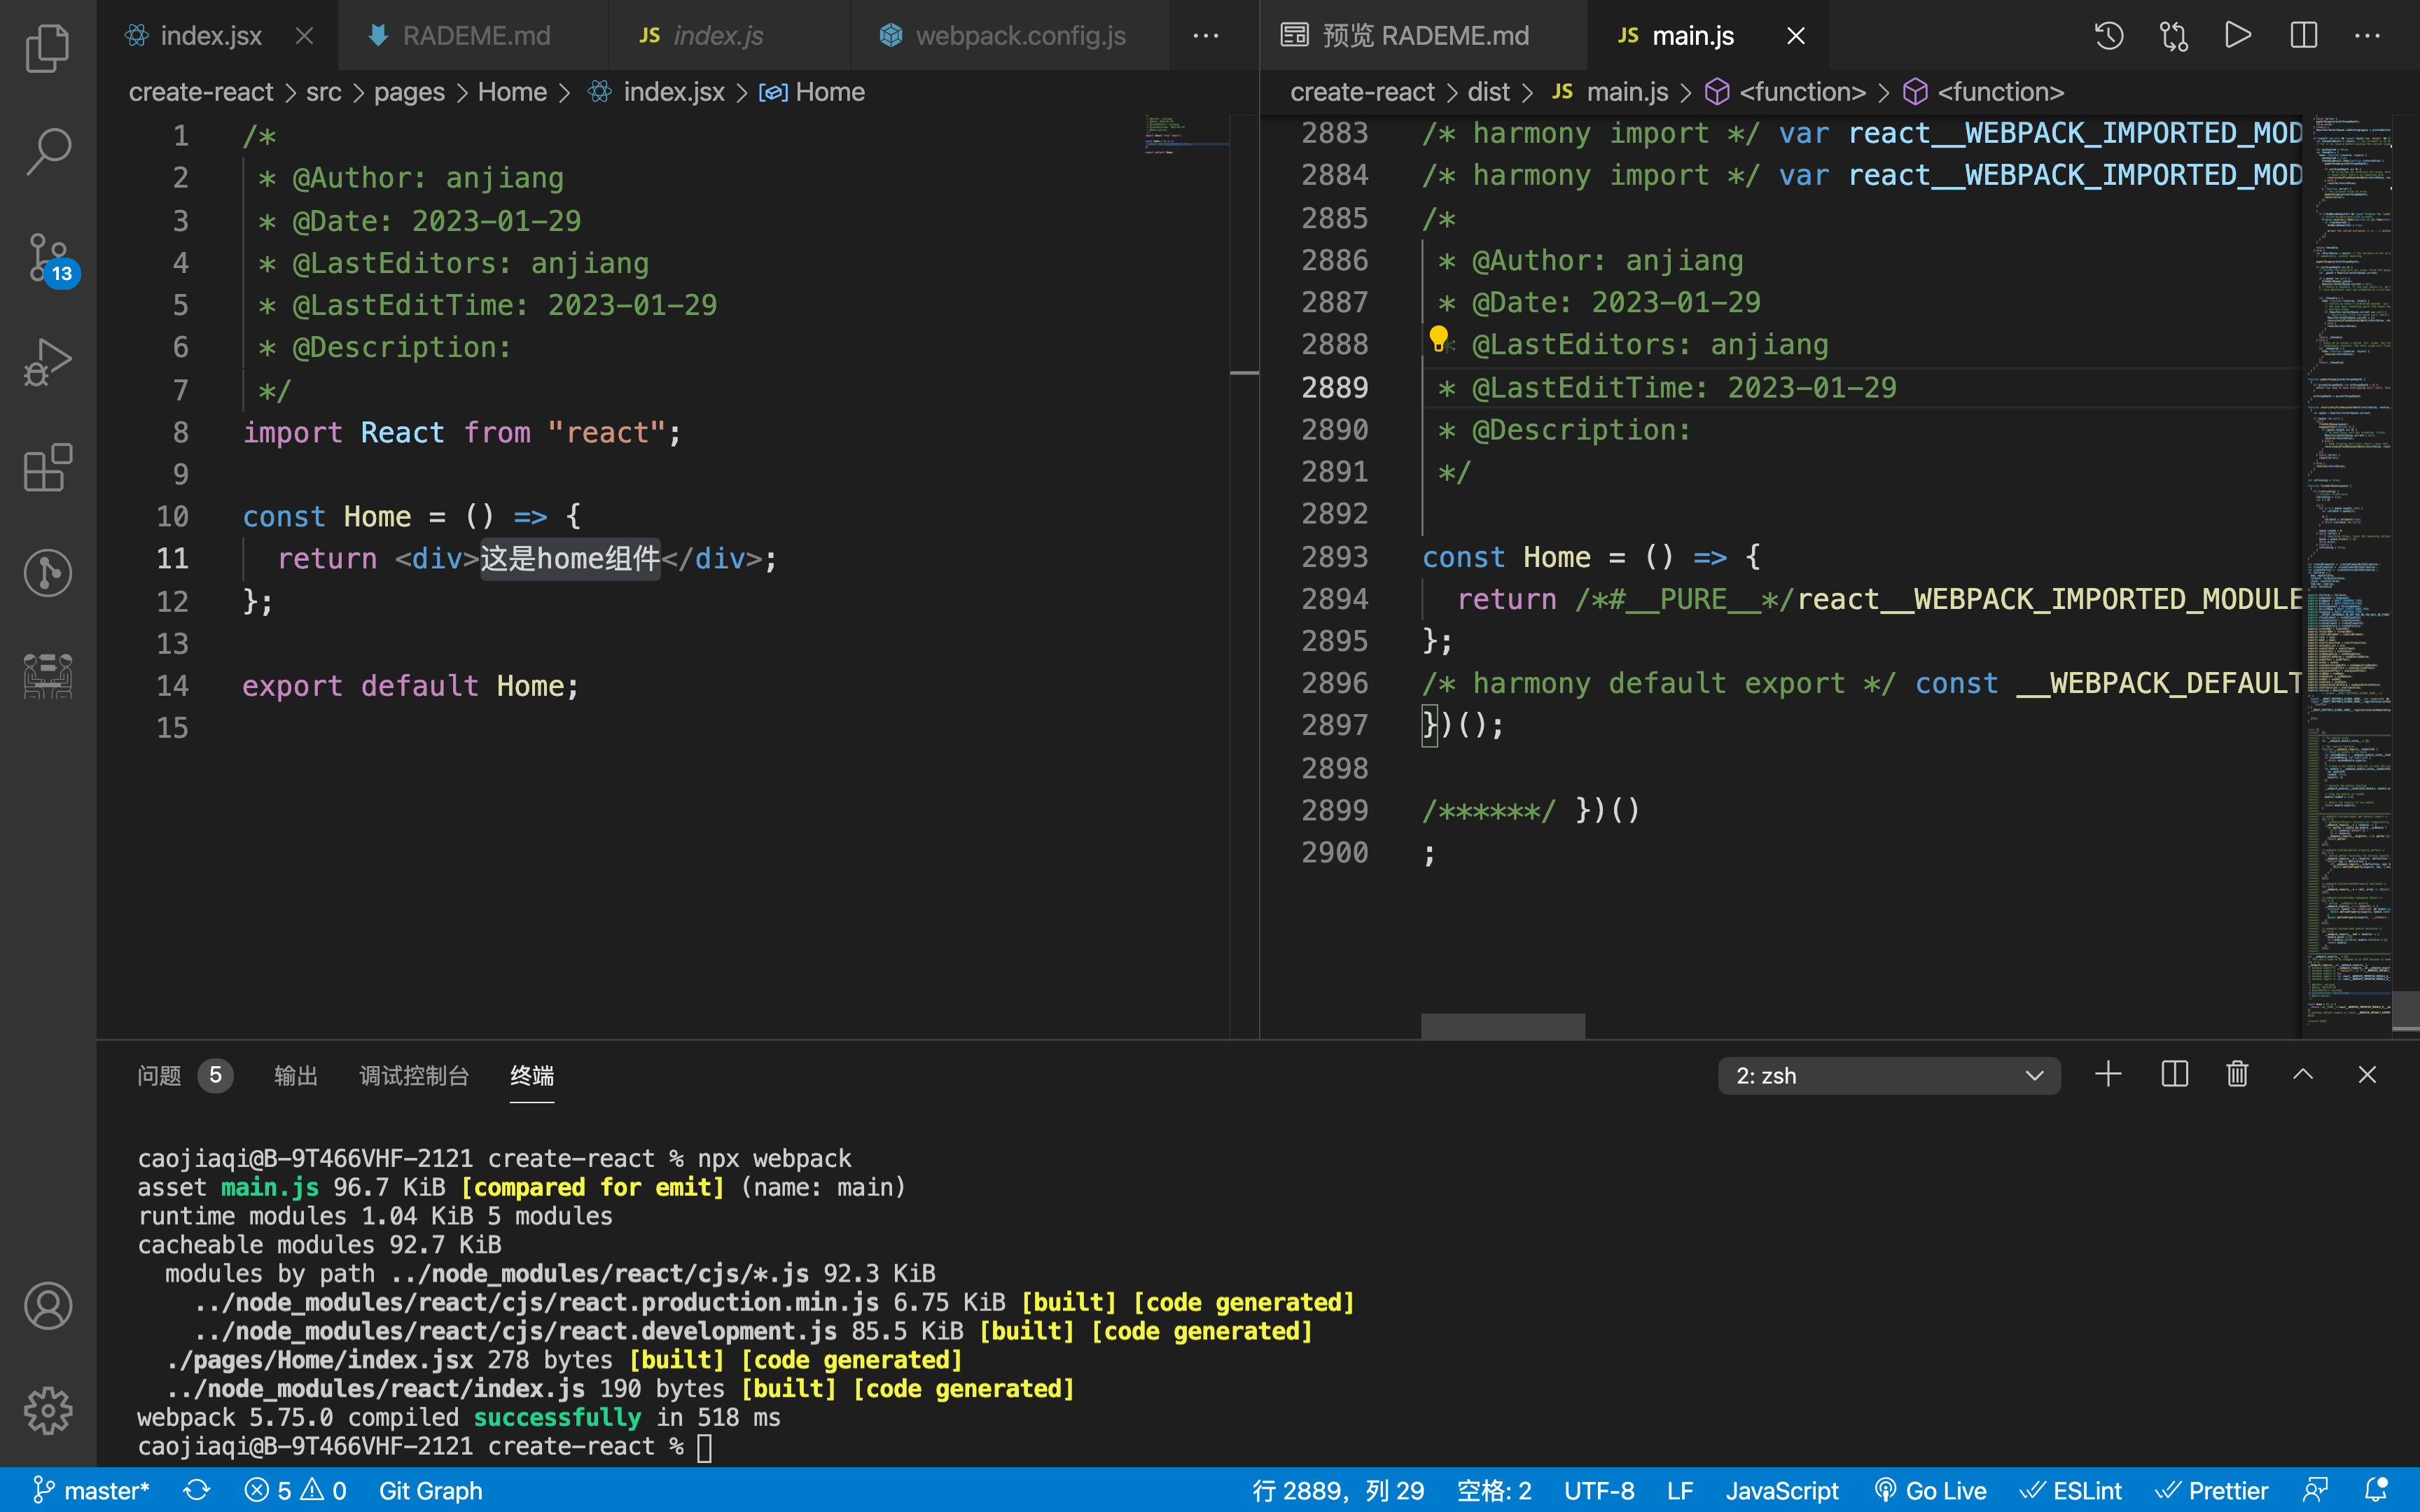 index.jsx
RADEME.md
JS index.js
webpack.config.js
预览 RADEME.md
JS main.js
create-react > src > pages > Home > index.jsx > Home
create-react > dist > JS main.js > <function> > <function>
1 /*
2 * @Author: anjiang
3 * @Date: 2023-01-29
4 * @LastEditors: anjiang
5 * @LastEditTime: 2023-01-29
6 * @Description:
7 */
8 import React from "react";
9
10 const Home = () => {
11 return <div>这是home组件</div>;
12 };
13
14 export default Home;
15
2883 /* harmony import */ var react__WEBPACK_IMPORTED_MOD
2884 /* harmony import */ var react__WEBPACK_IMPORTED_MOD
2885 /*
2886 * @Author: anjiang
2887 * @Date: 2023-01-29
2888 * @LastEditors: anjiang
2889 * @LastEditTime: 2023-01-29
2890 * @Description:
2891 */
2892
2893 const Home = () => {
2894 return /*#__PURE__*/react__WEBPACK_IMPORTED_MODULE
2895 };
2896 /* harmony default export */ const __WEBPACK_DEFAULT
2897 })();
2898
2899 /******/ })()
2900 ;
13
问题 5 输出 调试控制台 终端
2: zsh
caojiaqi@B-9T466VHF-2121 create-react % npx webpack
asset main.js 96.7 KiB [compared for emit] (name: main)
runtime modules 1.04 KiB 5 modules
cacheable modules 92.7 KiB
modules by path ../node_modules/react/cjs/*.js 92.3 KiB
../node_modules/react/cjs/react.production.min.js 6.75 KiB [built] [code generated]
../node_modules/react/cjs/react.development.js 85.5 KiB [built] [code generated]
./pages/Home/index.jsx 278 bytes [built] [code generated]
../node_modules/react/index.js 190 bytes [built] [code generated]
webpack 5.75.0 compiled successfully in 518 ms
caojiaqi@B-9T466VHF-2121 create-react %
master* 5 0 Git Graph 行 2889，列 29 空格: 2 UTF-8 LF JavaScript Go Live ESLint Prettier